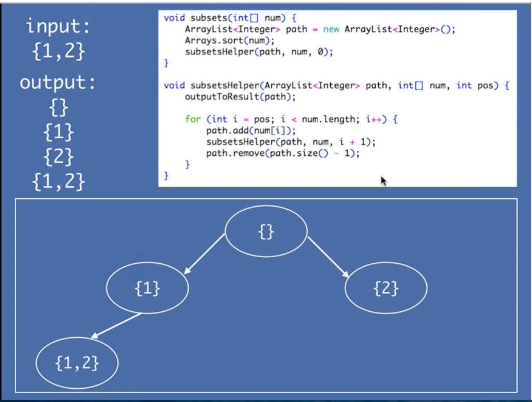 input:
{1,2}
output:
{}
{1}
{2}
{1,2}
void subsets(int[] num) {
    ArrayList<Integer> path = new ArrayList<Integer>();
    Arrays.sort(num);
    subsetsHelper(path, num, 0);
}

void subsetsHelper(ArrayList<Integer> path, int[] num, int pos) {
    outputToResult(path);

    for (int i = pos; i < num.length; i++) {
        path.add(num[i]);
        subsetsHelper(path, num, i + 1);
        path.remove(path.size() - 1);
    }
}
{}
{1}
{2}
{1,2}